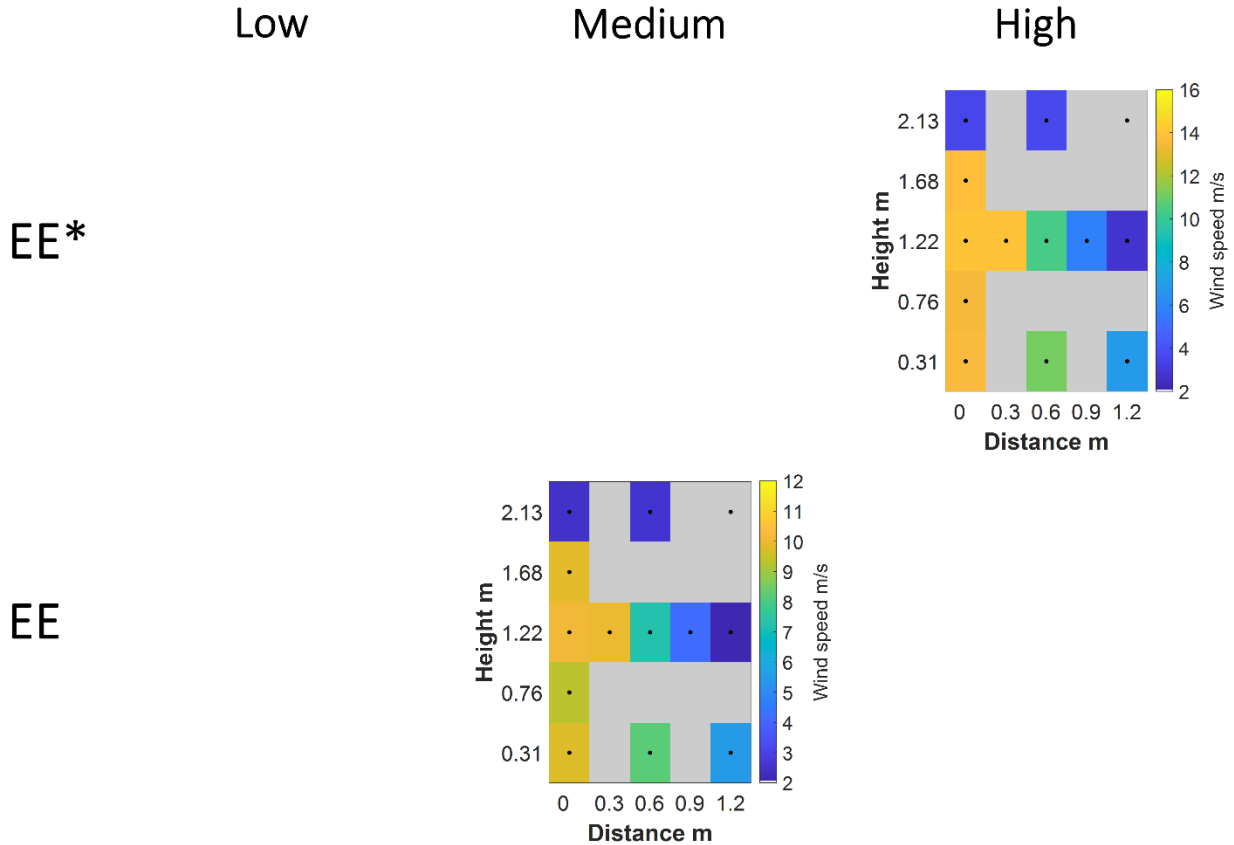 Low Medium High
EE*
Height m
2.13
1.68
1.22
0.76
0.31
0 0.3 0.6 0.9 1.2
Distance m
16
14
12
10
8
6
4
2
Wind speed m/s
EE
Height m
2.13
1.68
1.22
0.76
0.31
0 0.3 0.6 0.9 1.2
Distance m
12
11
10
9
8
7
6
5
4
3
2
Wind speed m/s